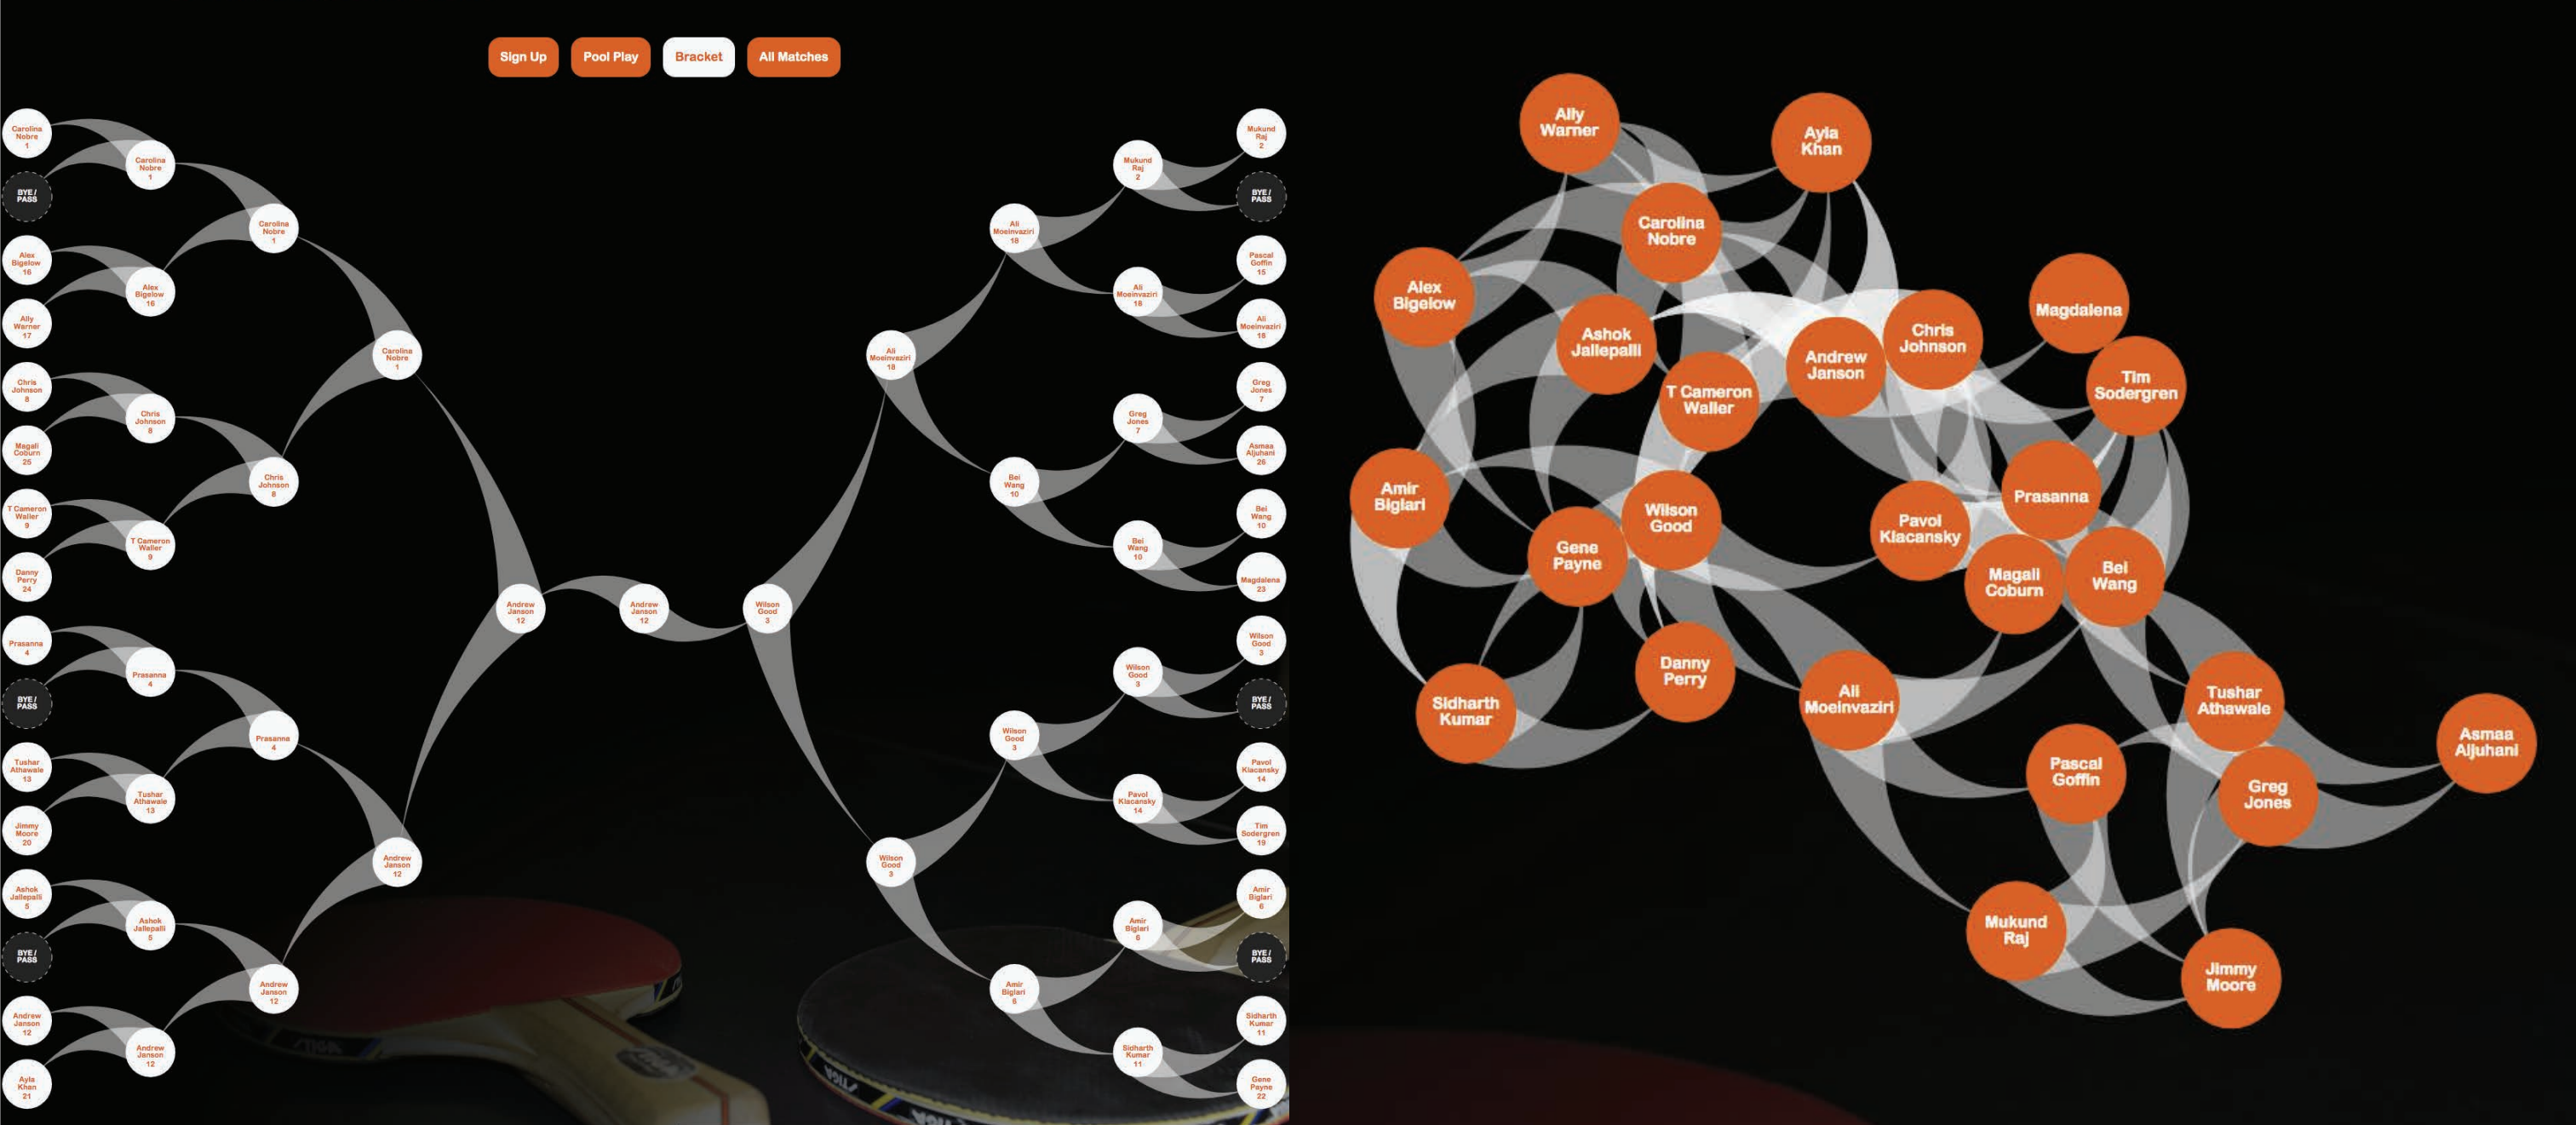 Sign Up
Pool Play
Bracket
All Matches
Carolina
Nobre
1
BYE /
PASS
Alex
Bigelow
16
Ally
Warner
17
Chris
Johnson
8
Magali
Coburn
25
T Cameron
Waller
9
Danny
Perry
24
Prasanna
4
BYE /
PASS
Tushar
Athawale
13
Jimmy
Moore
20
Ashok
Jallepalli
5
BYE /
PASS
Andrew
Janson
12
Ayla
Khan
21
Carolina
Nobre
1
Alex
Bigelow
16
Chris
Johnson
8
T Cameron
Waller
9
Prasanna
4
Tushar
Athawale
13
Ashok
Jallepalli
5
Andrew
Janson
12
Carolina
Nobre
1
Chris
Johnson
8
Prasanna
4
Andrew
Janson
12
Carolina
Nobre
1
Andrew
Janson
12
Andrew
Janson
12
Andrew
Janson
12
Wilson
Good
3
Ali
Moeinvaziri
18
Wilson
Good
3
Ali
Moeinvaziri
18
Bei
Wang
10
Wilson
Good
3
Amir
Biglari
6
Mukund
Raj
2
Ali
Moeinvaziri
18
Greg
Jones
7
Bei
Wang
10
Wilson
Good
3
Pavol
Klacansky
14
Amir
Biglari
6
Sidharth
Kumar
11
Mukund
Raj
2
BYE /
PASS
Pascal
Goffin
15
Ali
Moeinvaziri
18
Greg
Jones
7
Asmaa
Aljuhani
26
Bei
Wang
10
Magdalena
23
Wilson
Good
3
BYE /
PASS
Pavol
Klacansky
14
Tim
Sodergren
19
Amir
Biglari
6
BYE /
PASS
Sidharth
Kumar
11
Gene
Payne
22
STIGA
STIGA
Ally
Warner
Ayla
Khan
Carolina
Nobre
Alex
Bigelow
Magdalena
Ashok
Jallepalli
Chris
Johnson
Andrew
Janson
Tim
Sodergren
T Cameron
Waller
Amir
Biglari
Prasanna
Wilson
Good
Pavol
Klacansky
Gene
Payne
Magali
Coburn
Bei
Wang
Danny
Perry
Sidharth
Kumar
Ali
Moeinvaziri
Tushar
Athawale
Asmaa
Aljuhani
Pascal
Goffin
Greg
Jones
Mukund
Raj
Jimmy
Moore